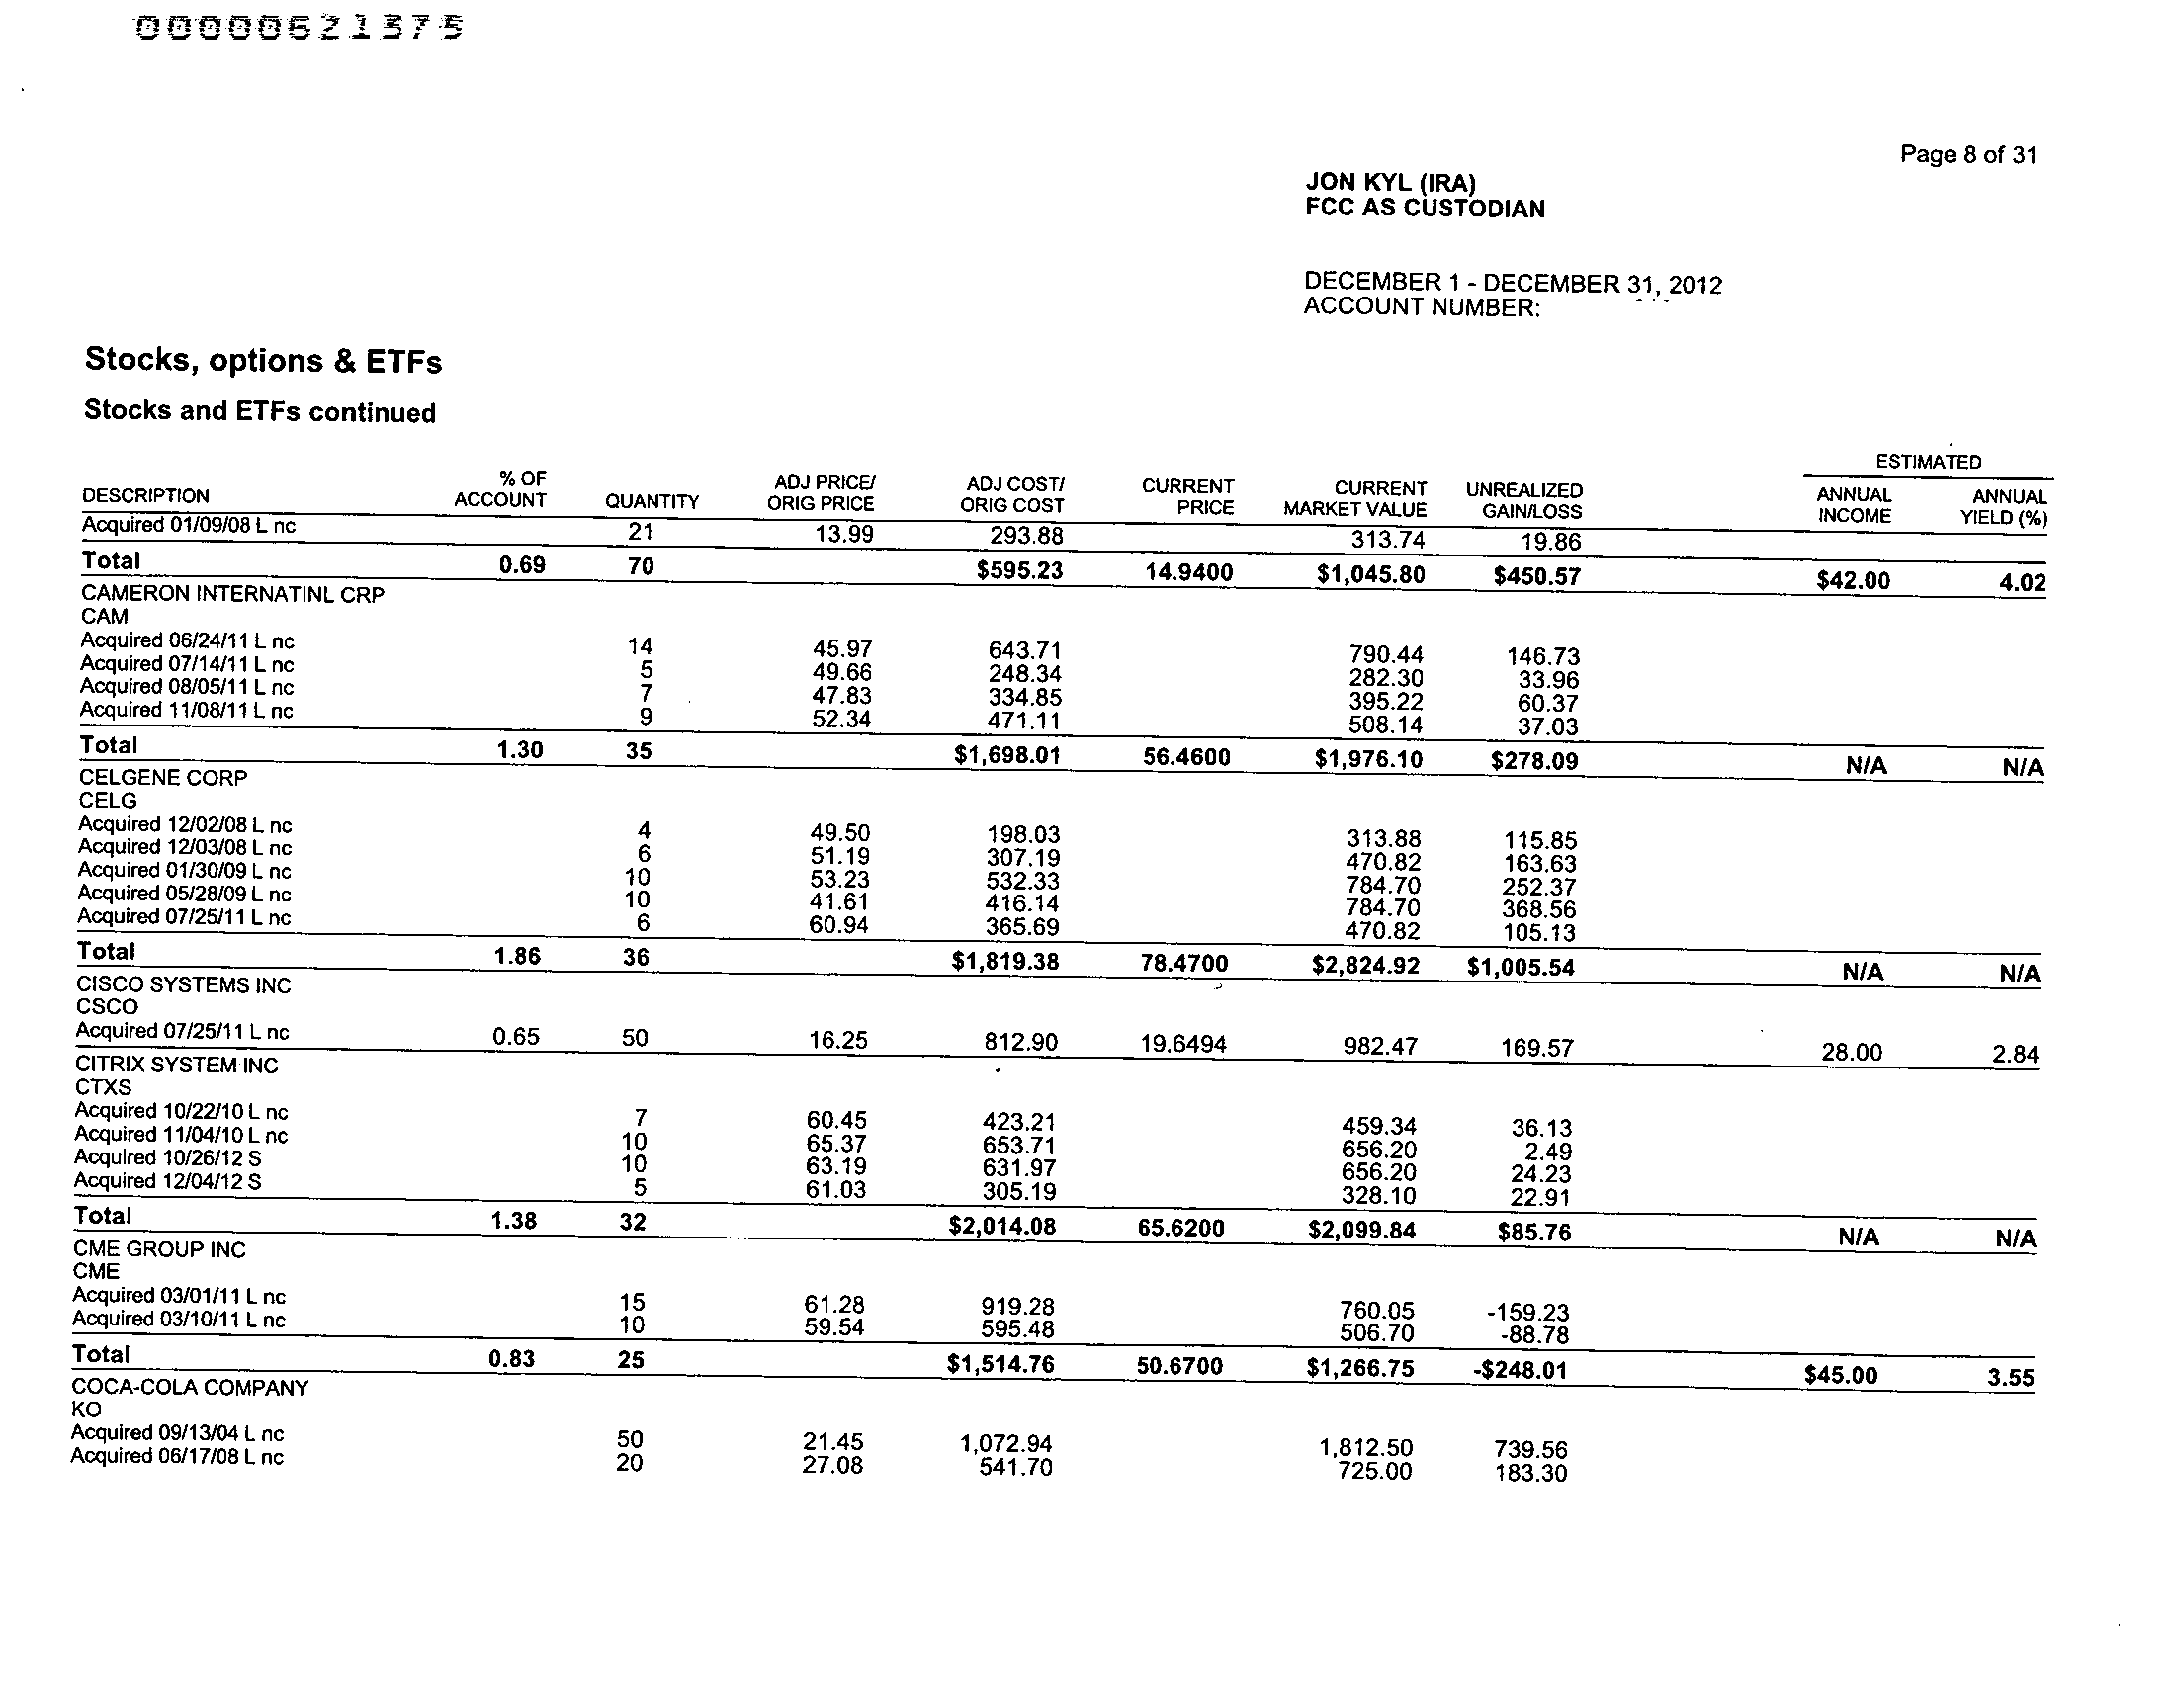 00000621375
Page 8 of 31
JON KYL (IRA)
FCC AS CUSTODIAN
DECEMBER 1 - DECEMBER 31, 2012
ACCOUNT NUMBER:
Stocks, options & ETFs
Stocks and ETFs continued
ESTIMATED
DESCRIPTION % OF ACCOUNT QUANTITY ADJ PRICE/ ORIG PRICE ADJ COST/ ORIG COST CURRENT PRICE CURRENT MARKET VALUE UNREALIZED GAIN/LOSS ANNUAL INCOME ANNUAL YIELD (%)
Acquired 01/09/08 L nc 21 13.99 293.88 313.74 19.86
Total 0.69 70 $595.23 14.9400 $1,045.80 $450.57 $42.00 4.02
CAMERON INTERNATINL CRP
CAM
Acquired 06/24/11 L nc 14 45.97 643.71 790.44 146.73
Acquired 07/14/11 L nc 5 49.66 248.34 282.30 33.96
Acquired 08/05/11 L nc 7 47.83 334.85 395.22 60.37
Acquired 11/08/11 L nc 9 52.34 471.11 508.14 37.03
Total 1.30 35 $1,698.01 56.4600 $1,976.10 $278.09 N/A N/A
CELGENE CORP
CELG
Acquired 12/02/08 L nc 4 49.50 198.03 313.88 115.85
Acquired 12/03/08 L nc 6 51.19 307.19 470.82 163.63
Acquired 01/30/09 L nc 10 53.23 532.33 784.70 252.37
Acquired 05/28/09 L nc 10 41.61 416.14 784.70 368.56
Acquired 07/25/11 L nc 6 60.94 365.69 470.82 105.13
Total 1.86 36 $1,819.38 78.4700 $2,824.92 $1,005.54 N/A N/A
CISCO SYSTEMS INC
CSCO
Acquired 07/25/11 L nc 0.65 50 16.25 812.90 19.6494 982.47 169.57 28.00 2.84
CITRIX SYSTEM INC
CTXS
Acquired 10/22/10 L nc 7 60.45 423.21 459.34 36.13
Acquired 11/04/10 L nc 10 65.37 653.71 656.20 2.49
Acquired 10/26/12 S 10 63.19 631.97 656.20 24.23
Acquired 12/04/12 S 5 61.03 305.19 328.10 22.91
Total 1.38 32 $2,014.08 65.6200 $2,099.84 $85.76 N/A N/A
CME GROUP INC
CME
Acquired 03/01/11 L nc 15 61.28 919.28 760.05 -159.23
Acquired 03/10/11 L nc 10 59.54 595.48 506.70 -88.78
Total 0.83 25 $1,514.76 50.6700 $1,266.75 -$248.01 $45.00 3.55
COCA-COLA COMPANY
KO
Acquired 09/13/04 L nc 50 21.45 1,072.94 1,812.50 739.56
Acquired 06/17/08 L nc 20 27.08 541.70 725.00 183.30